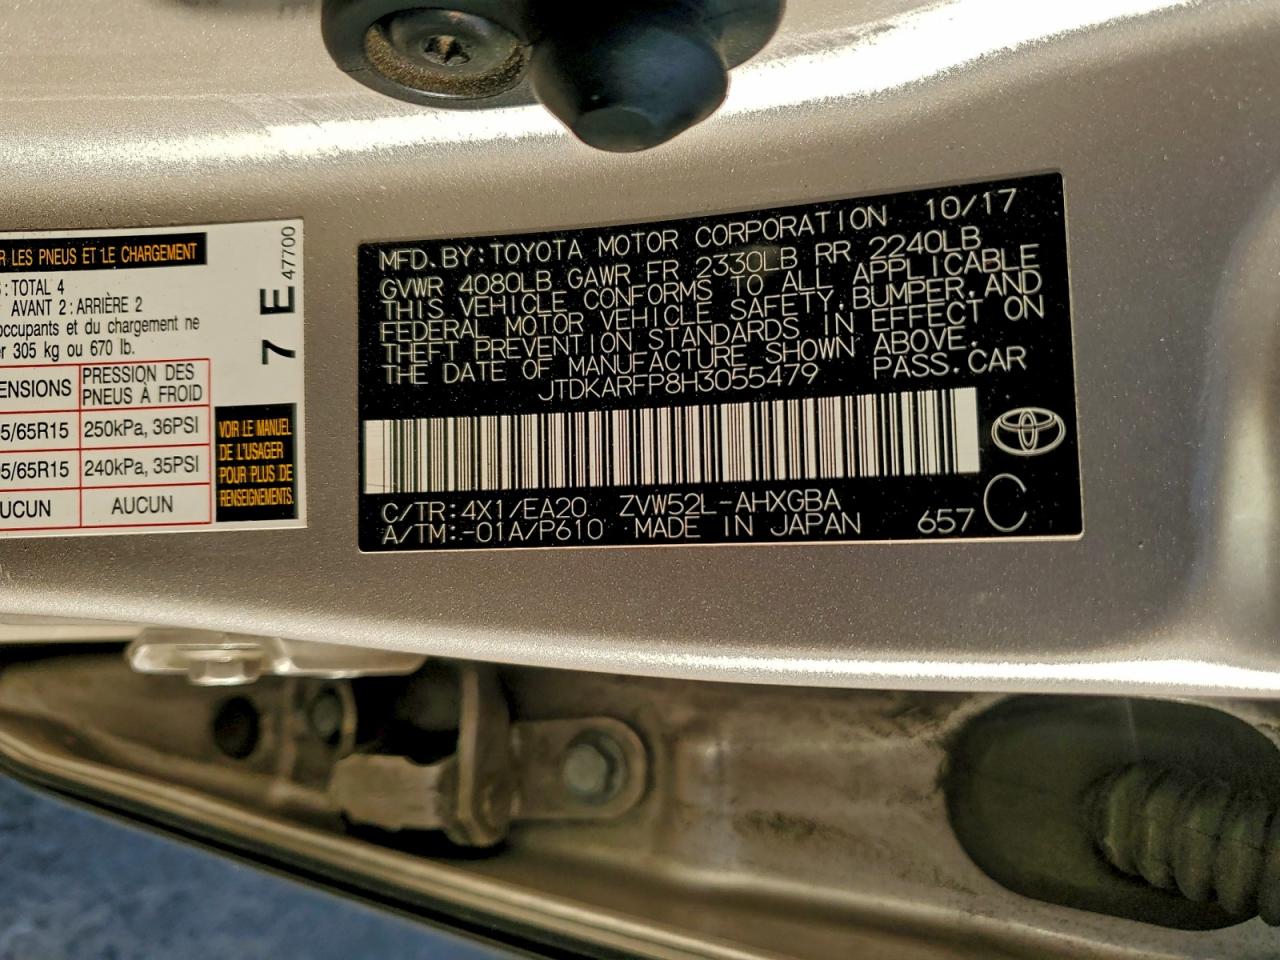 R LES PNEUS ET LE CHARGEMENT
: TOTAL 4
AVANT 2 : ARRIÈRE 2
occupants et du chargement ne
er 305 kg ou 670 lb.
ENSIONS PRESSION DES PNEUS À FROID
5/65R15 250kPa, 36PSI
95/65R15 240kPa, 35PSI
UCUN AUCUN
7 E 47700
VOIR LE MANUEL
DE L'USAGER
POUR PLUS DE
RENSEIGNEMENTS.
MFD. BY: TOYOTA MOTOR CORPORATION 10/17
GVWR 4080LB GAWR FR 2330LB RR 2240LB
THIS VEHICLE CONFORMS TO ALL APPLICABLE
FEDERAL MOTOR VEHICLE SAFETY, BUMPER, AND
THEFT PREVENTION STANDARDS IN EFFECT ON
THE DATE OF MANUFACTURE SHOWN ABOVE.
JTDKARFP8H3055479 PASS. CAR
C/TR: 4X1/EA20 ZVW52L-AHXGBA
A/TM: -01A/P610 MADE IN JAPAN 657 C